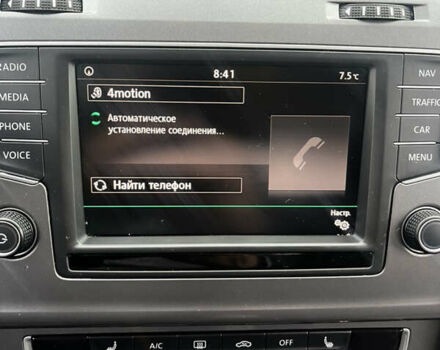 RADIO
MEDIA
PHONE
VOICE
8:41
7.5°C
4motion
Автоматическое
установление соединения...
Найти телефон
Настр.
NAV
TRAFFIC
CAR
MENU
A/C
OFF